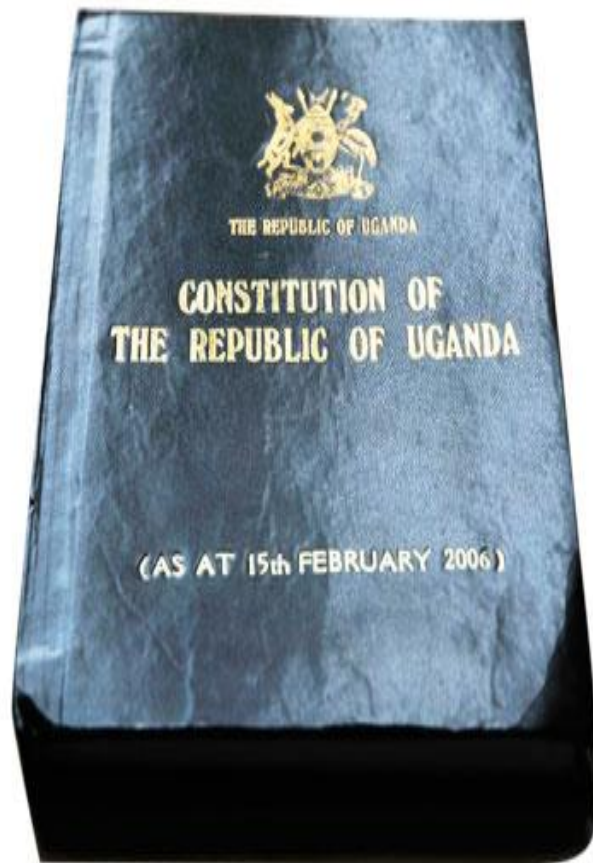 THE REPUBLIC OF UGANDA
CONSTITUTION OF
THE REPUBLIC OF UGANDA
(AS AT 15th FEBRUARY 2006)